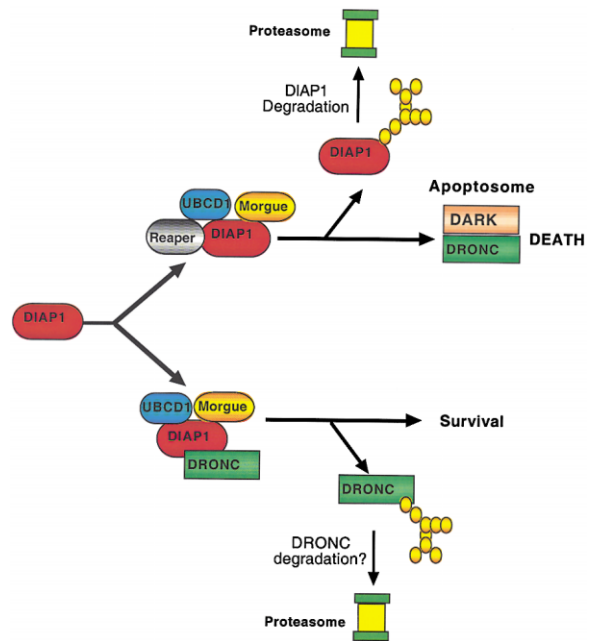 Proteasome
DIAP1
Degradation
DIAP1
Apoptosome
UBCD1
Morgue
DARK
Reaper
DIAP1
DRONC
DEATH
DIAP1
UBCD1
Morgue
Survival
DIAP1
DRONC
DRONC
DRONC
degradation?
Proteasome